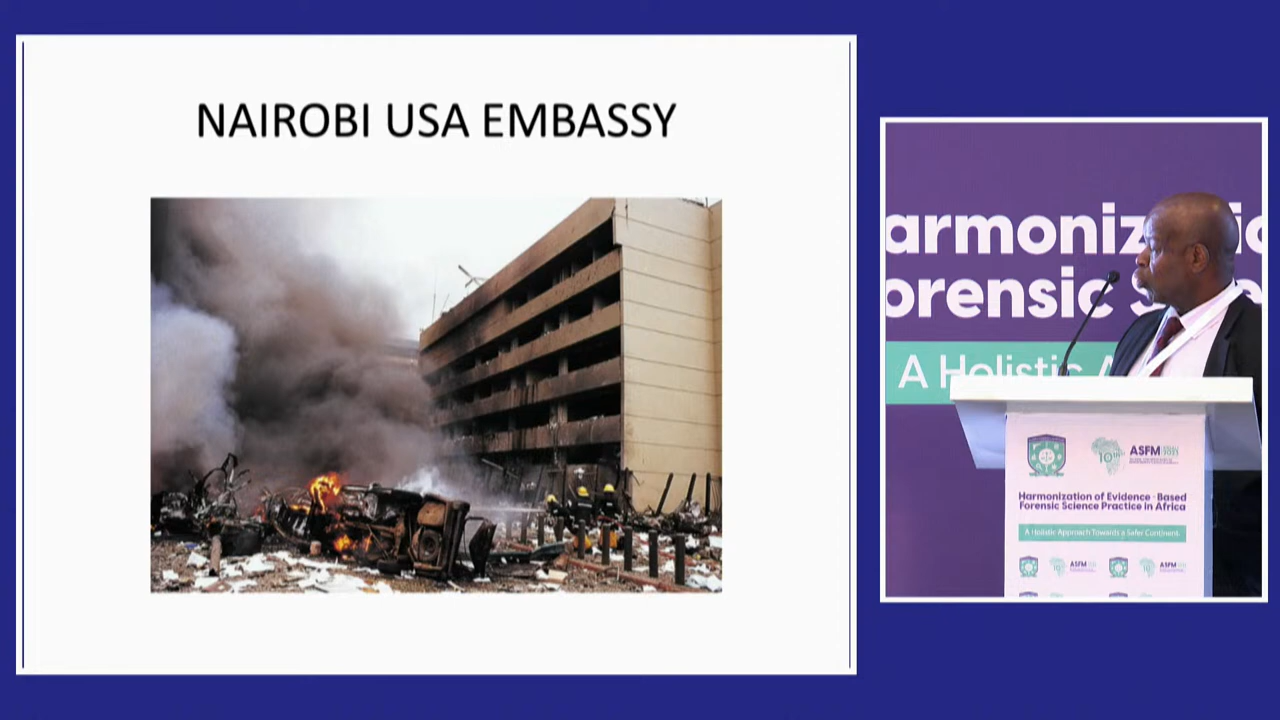 NAIROBI USA EMBASSY
armoniz
orensic
A Holistic A
10TH
ASFM
Harmonization of Evidence - Based
Forensic Science Practice in Africa
A Holistic Approach Towards a Safer Continent.
ASFM
ASFM